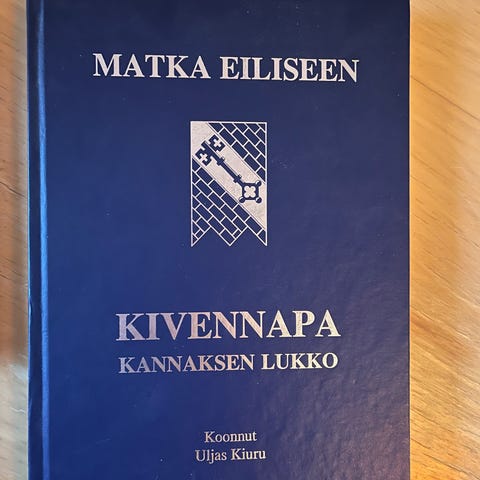 MATKA EILISEEN
KIVENNAPA
KANNAKSEN LUKKO
Koonnut
Uljas Kiuru